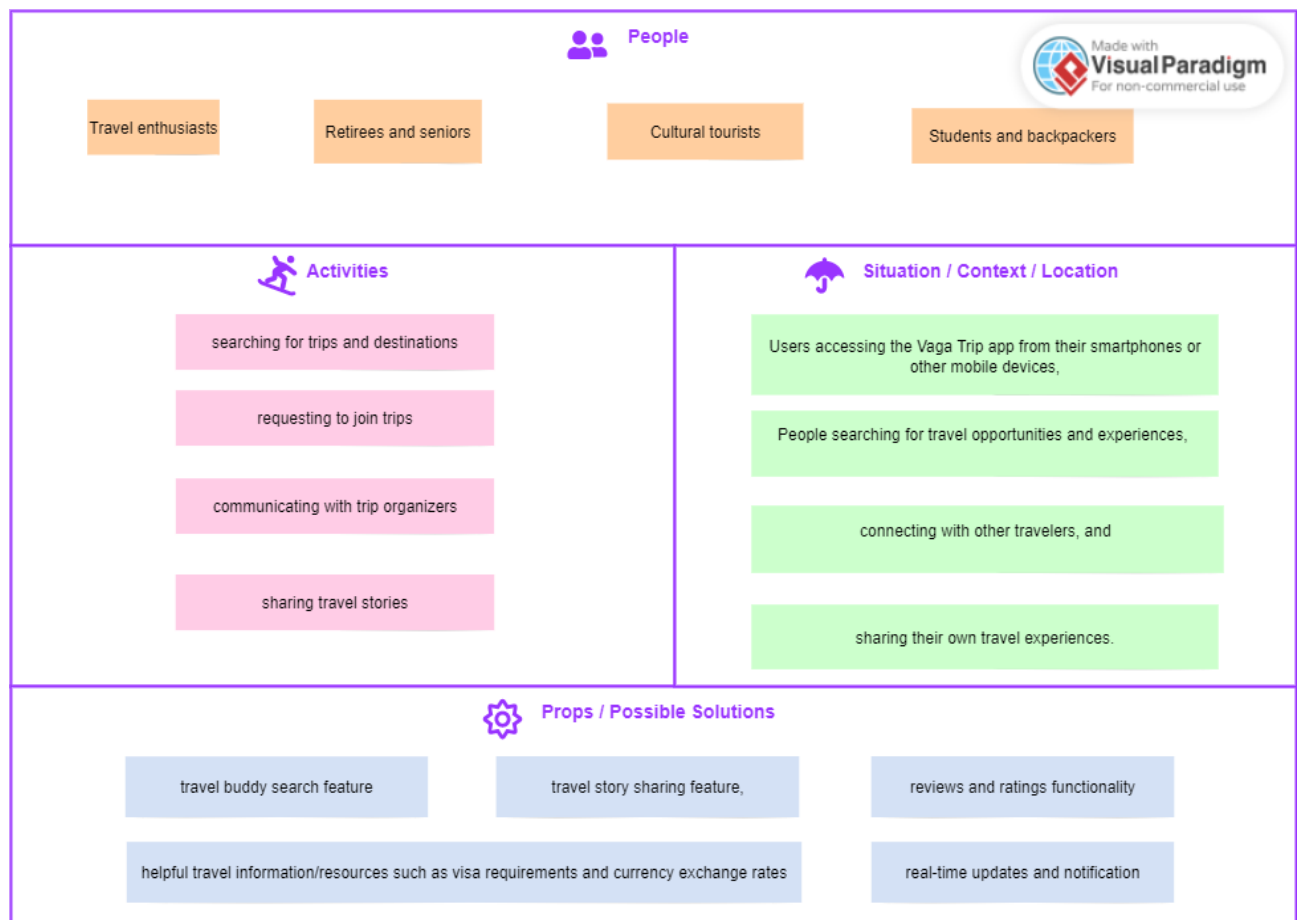 People
Made with
Visual Paradigm
For non-commercial use
Travel enthusiasts
Retirees and seniors
Cultural tourists
Students and backpackers
Activities
searching for trips and destinations
requesting to join trips
communicating with trip organizers
sharing travel stories
Situation / Context / Location
Users accessing the Vaga Trip app from their smartphones or
other mobile devices,
People searching for travel opportunities and experiences,
connecting with other travelers, and
sharing their own travel experiences.
Props / Possible Solutions
travel buddy search feature
travel story sharing feature,
reviews and ratings functionality
helpful travel information/resources such as visa requirements and currency exchange rates
real-time updates and notification